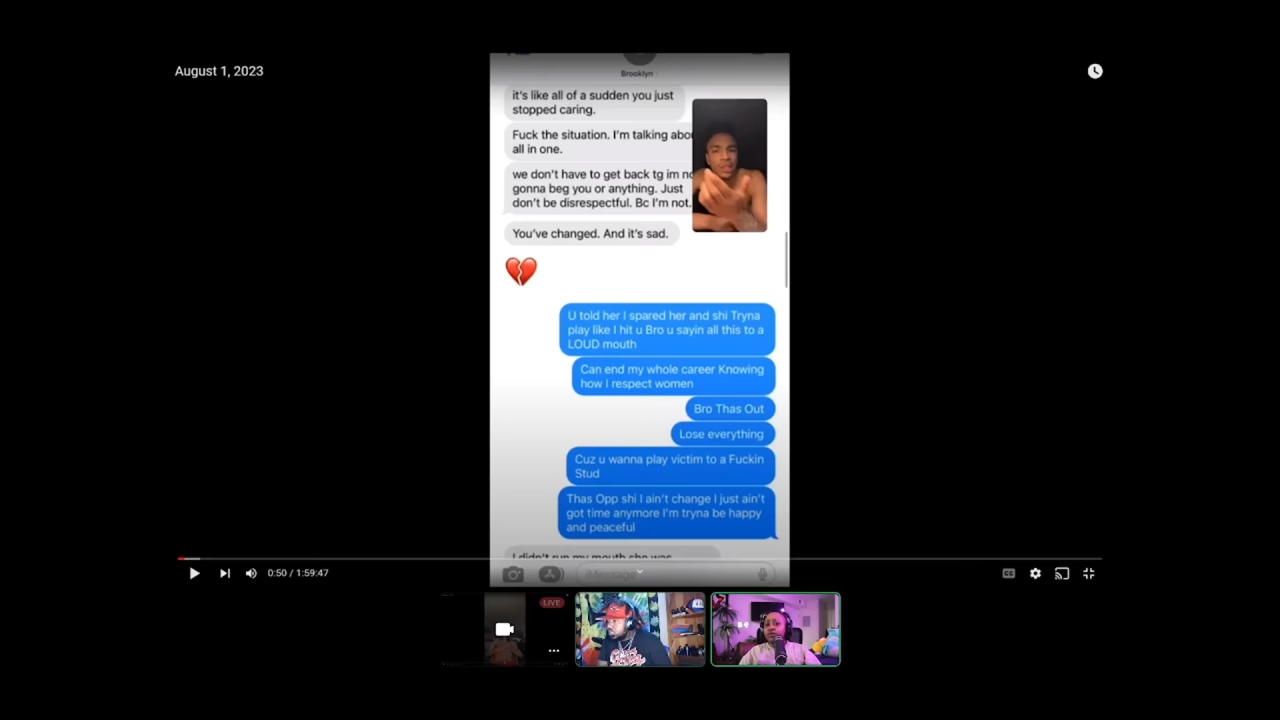 August 1, 2023
Brooklyn
it's like all of a sudden you just
stopped caring.
Fuck the situation. I'm talking
all in one.
we don't have to get back tg im
gonna beg you or anything. Just
don't be disrespectful. Bc I'm not.
You've changed. And it's sad.
U told her I spared her and shi Tryna
play like I hit u Bro u sayin all this to a
LOUD mouth
Can end my whole career Knowing
how I respect women
Bro Thas Out
Lose everything
Cuz u wanna play victim to a Fuckin
Stud
Thas Opp shi I ain't change I just ain't
got time anymore I'm tryna be happy
and peaceful
I didn't run my mouth she was
iMessage
0:50 / 1:59:47
CC
LIVE